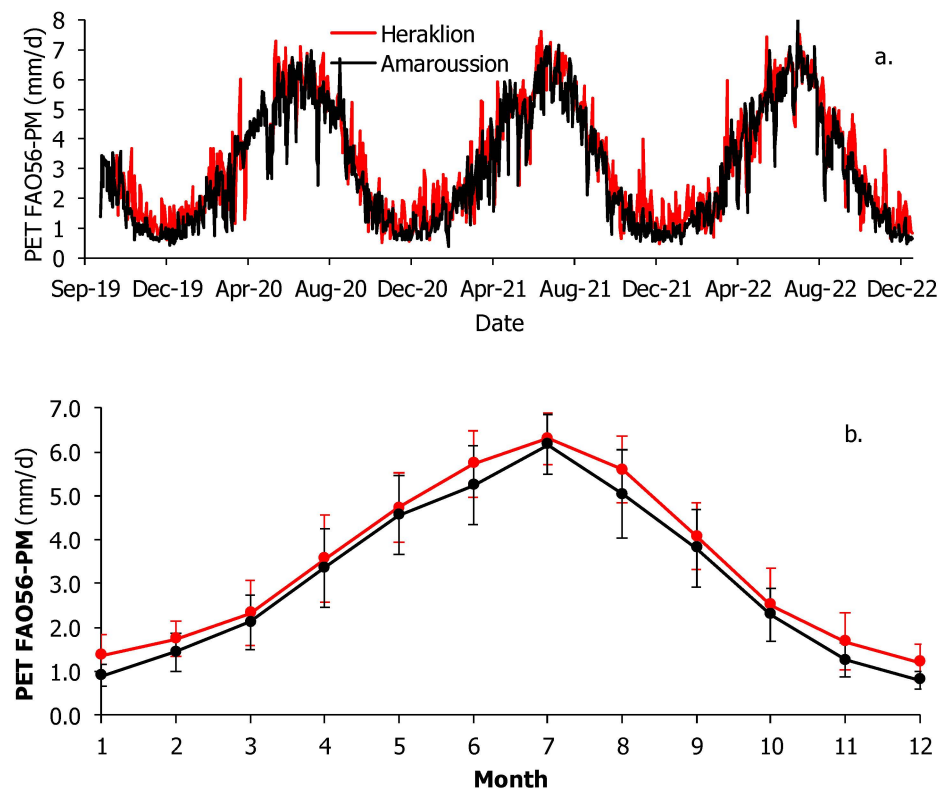 PET FAO56-PM (mm/d)
8
7
6
5
4
3
2
1
0
Heraklion
Amaroussion
a.
Sep-19 Dec-19 Apr-20 Aug-20 Dec-20 Apr-21 Aug-21 Dec-21 Apr-22 Aug-22 Dec-22
Date
PET FAO56-PM (mm/d)
7.0
6.0
5.0
4.0
3.0
2.0
1.0
0.0
b.
1 2 3 4 5 6 7 8 9 10 11 12
Month